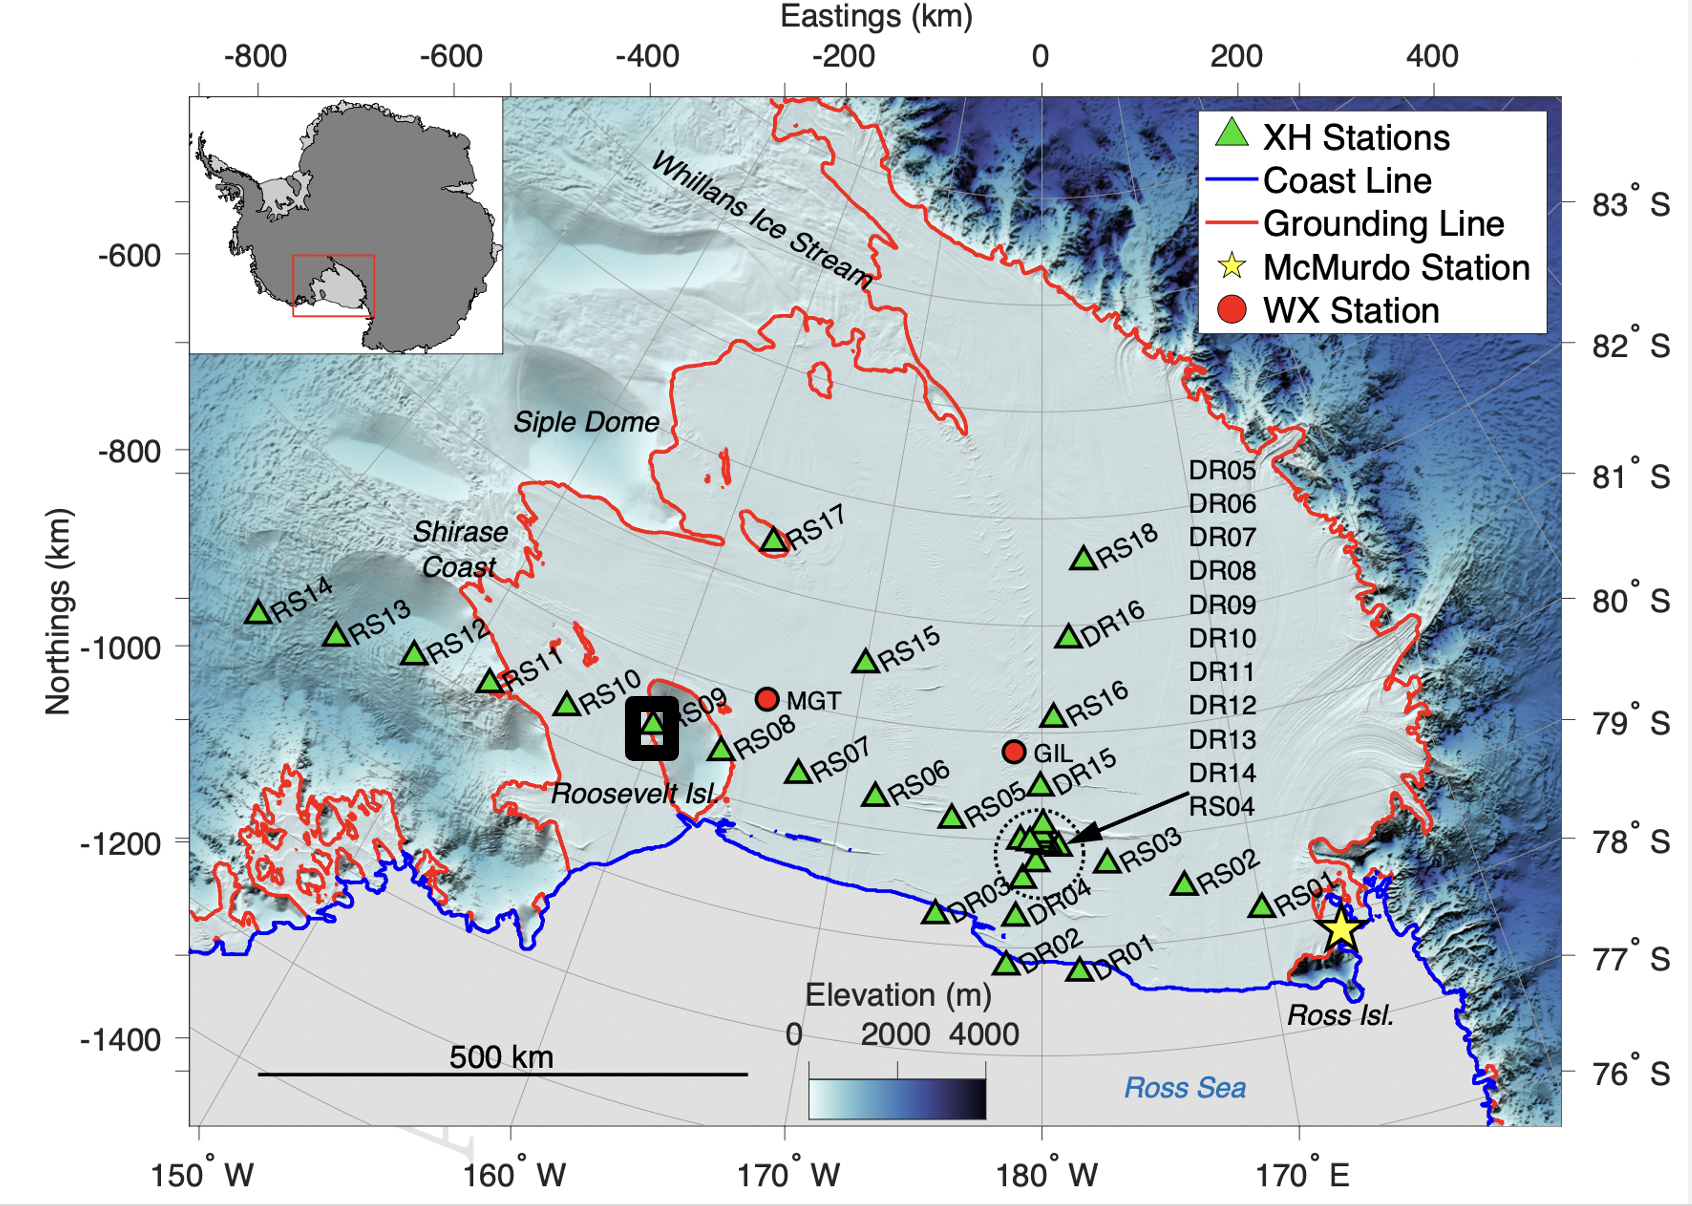 Eastings (km)
-800
-600
-400
-200
0
200
400
XH Stations
Coast Line
Grounding Line
McMurdo Station
WX Station
Northings (km)
-600
-800
-1000
-1200
-1400
83° S
82° S
81° S
80° S
79° S
78° S
77° S
76° S
Whillans Ice Stream
Siple Dome
Shirase
Coast
RS14
RS13
RS12
RS11
RS10
RS09
RS08
RS07
RS06
RS05
RS15
RS17
RS18
DR16
RS16
MGT
GIL
DR15
DR05
DR06
DR07
DR08
DR09
DR10
DR11
DR12
DR13
DR14
RS04
RS03
RS02
RS01
DR03
DR04
DR02
DR01
Roosevelt Isl.
Ross Isl.
Ross Sea
Elevation (m)
0 2000 4000
500 km
150° W
160° W
170° W
180° W
170° E